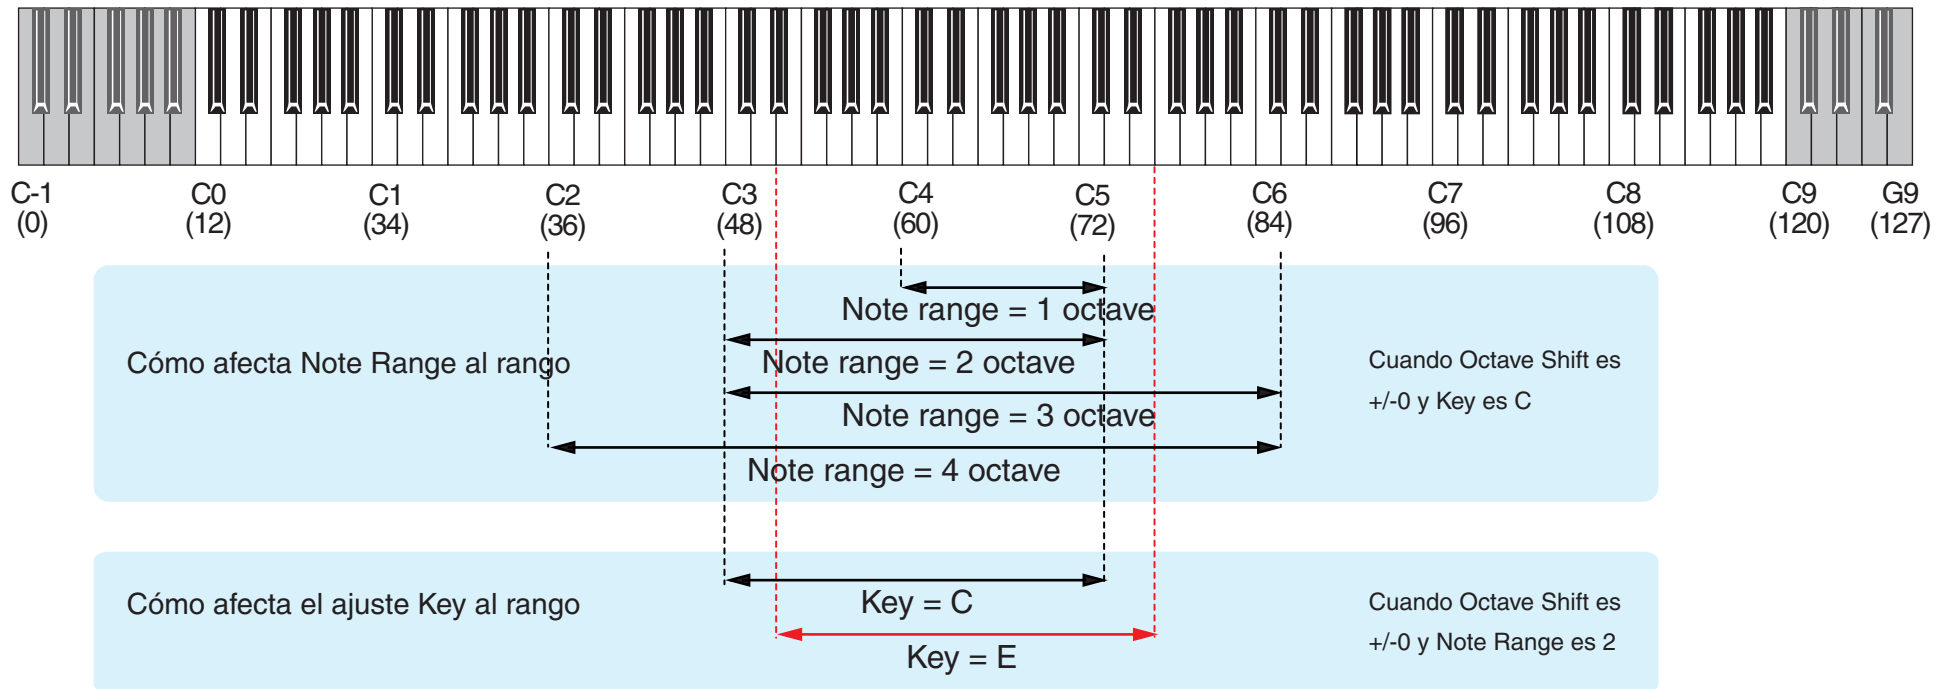 C-1 C0 C1 C2 C3 C4 C5 C6 C7 C8 C9 G9
(0) (12) (34) (36) (48) (60) (72) (84) (96) (108) (120) (127)
Note range = 1 octave
Cómo afecta Note Range al rango
Note range = 2 octave
Note range = 3 octave
Note range = 4 octave
Cuando Octave Shift es
+/-0 y Key es C
Cómo afecta el ajuste Key al rango
Key = C
Key = E
Cuando Octave Shift es
+/-0 y Note Range es 2